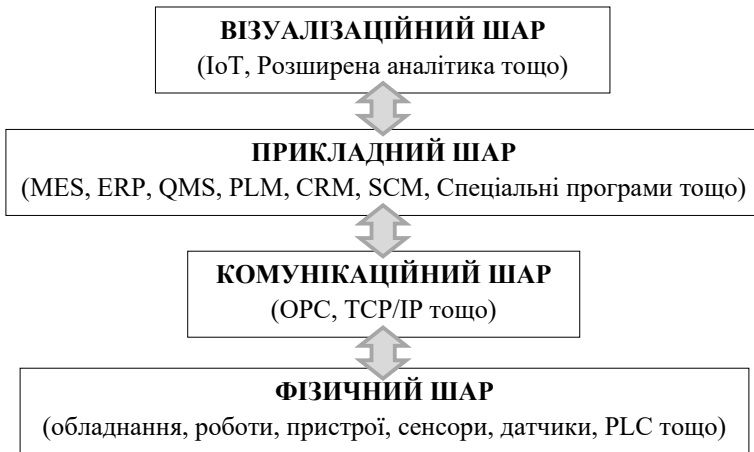 ВІЗУАЛІЗАЦІЙНИЙ ШАР
(ІоТ, Розширена аналітика тощо)
ПРИКЛАДНИЙ ШАР
(MES, ERP, QMS, PLM, CRM, SCM, Спеціальні програми тощо)
КОМУНІКАЦІЙНИЙ ШАР
(OPC, TCP/IP тощо)
ФІЗИЧНИЙ ШАР
(обладнання, роботи, пристрої, сенсори, датчики, PLC тощо)